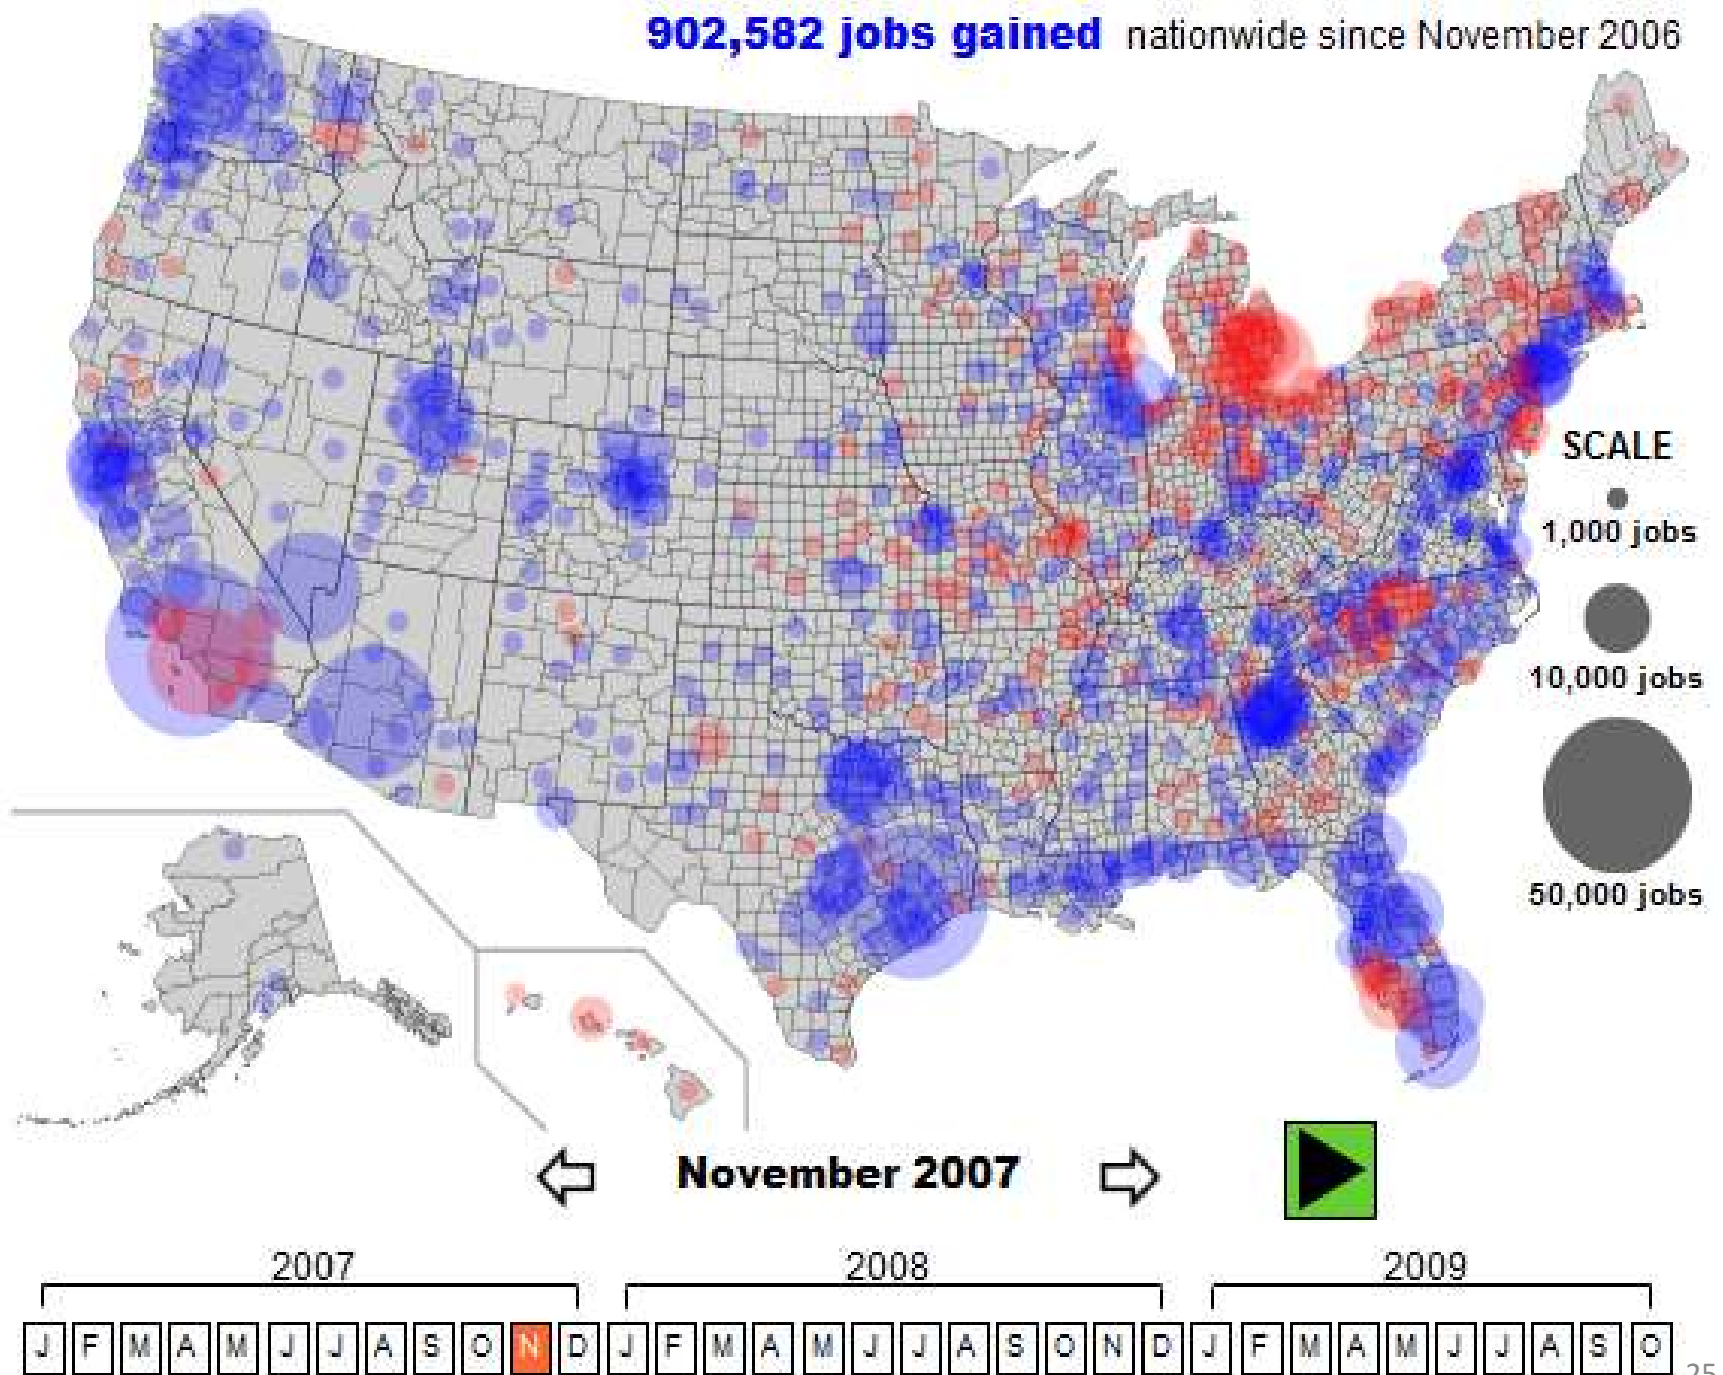 902,582 jobs gained nationwide since November 2006
SCALE
1,000 jobs
10,000 jobs
50,000 jobs
November 2007
2007 2008 2009
J F M A M J J A S O N D J F M A M J J A S O N D J F M A M J J A S O
25